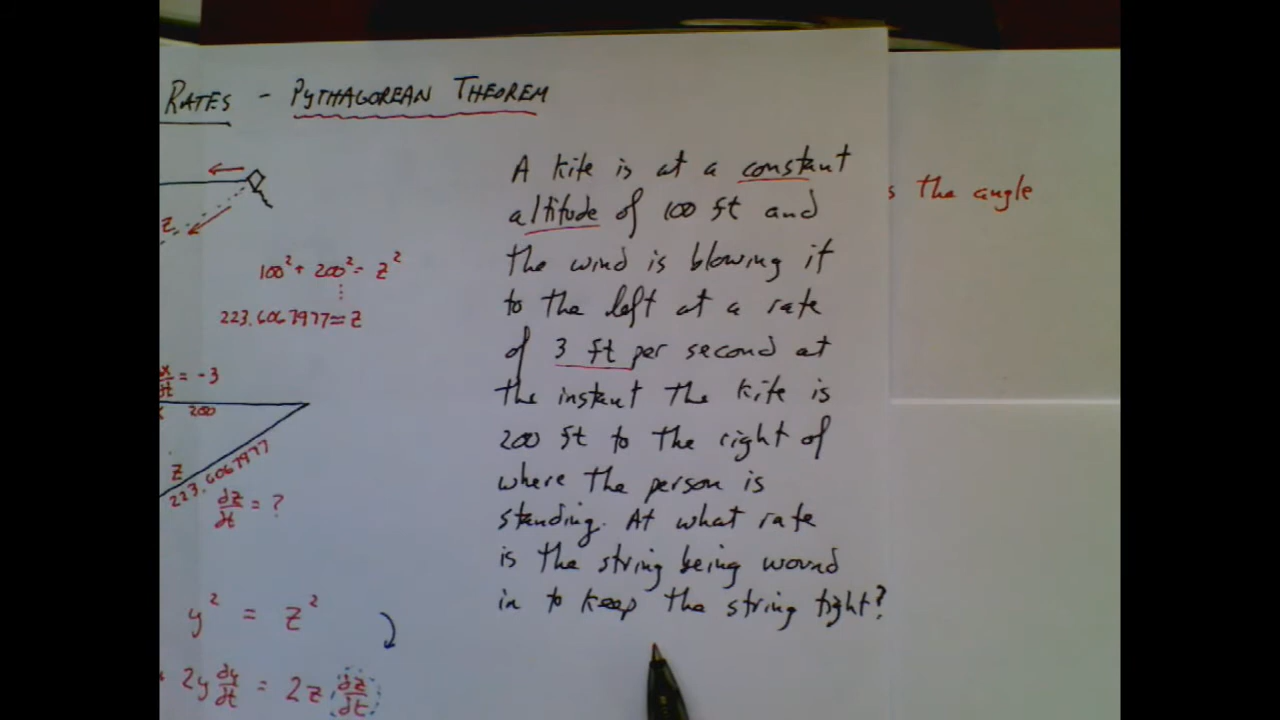 RATES - PYTHAGOREAN THEOREM
A kite is at a constant
altitude of 100 ft and
the wind is blowing it
to the left at a rate
of 3 ft per second at
the instant the kite is
200 ft to the right of
where the person is
standing. At what rate
is the string being wound
in to keep the string tight?
s the angle
z
100² + 200² = z²
⋮
223.6067977 = z
dx/dt = -3
x 200
z
223.6067977
dz/dt = ?
y² = z²
2y dy/dt = 2z dz/dt